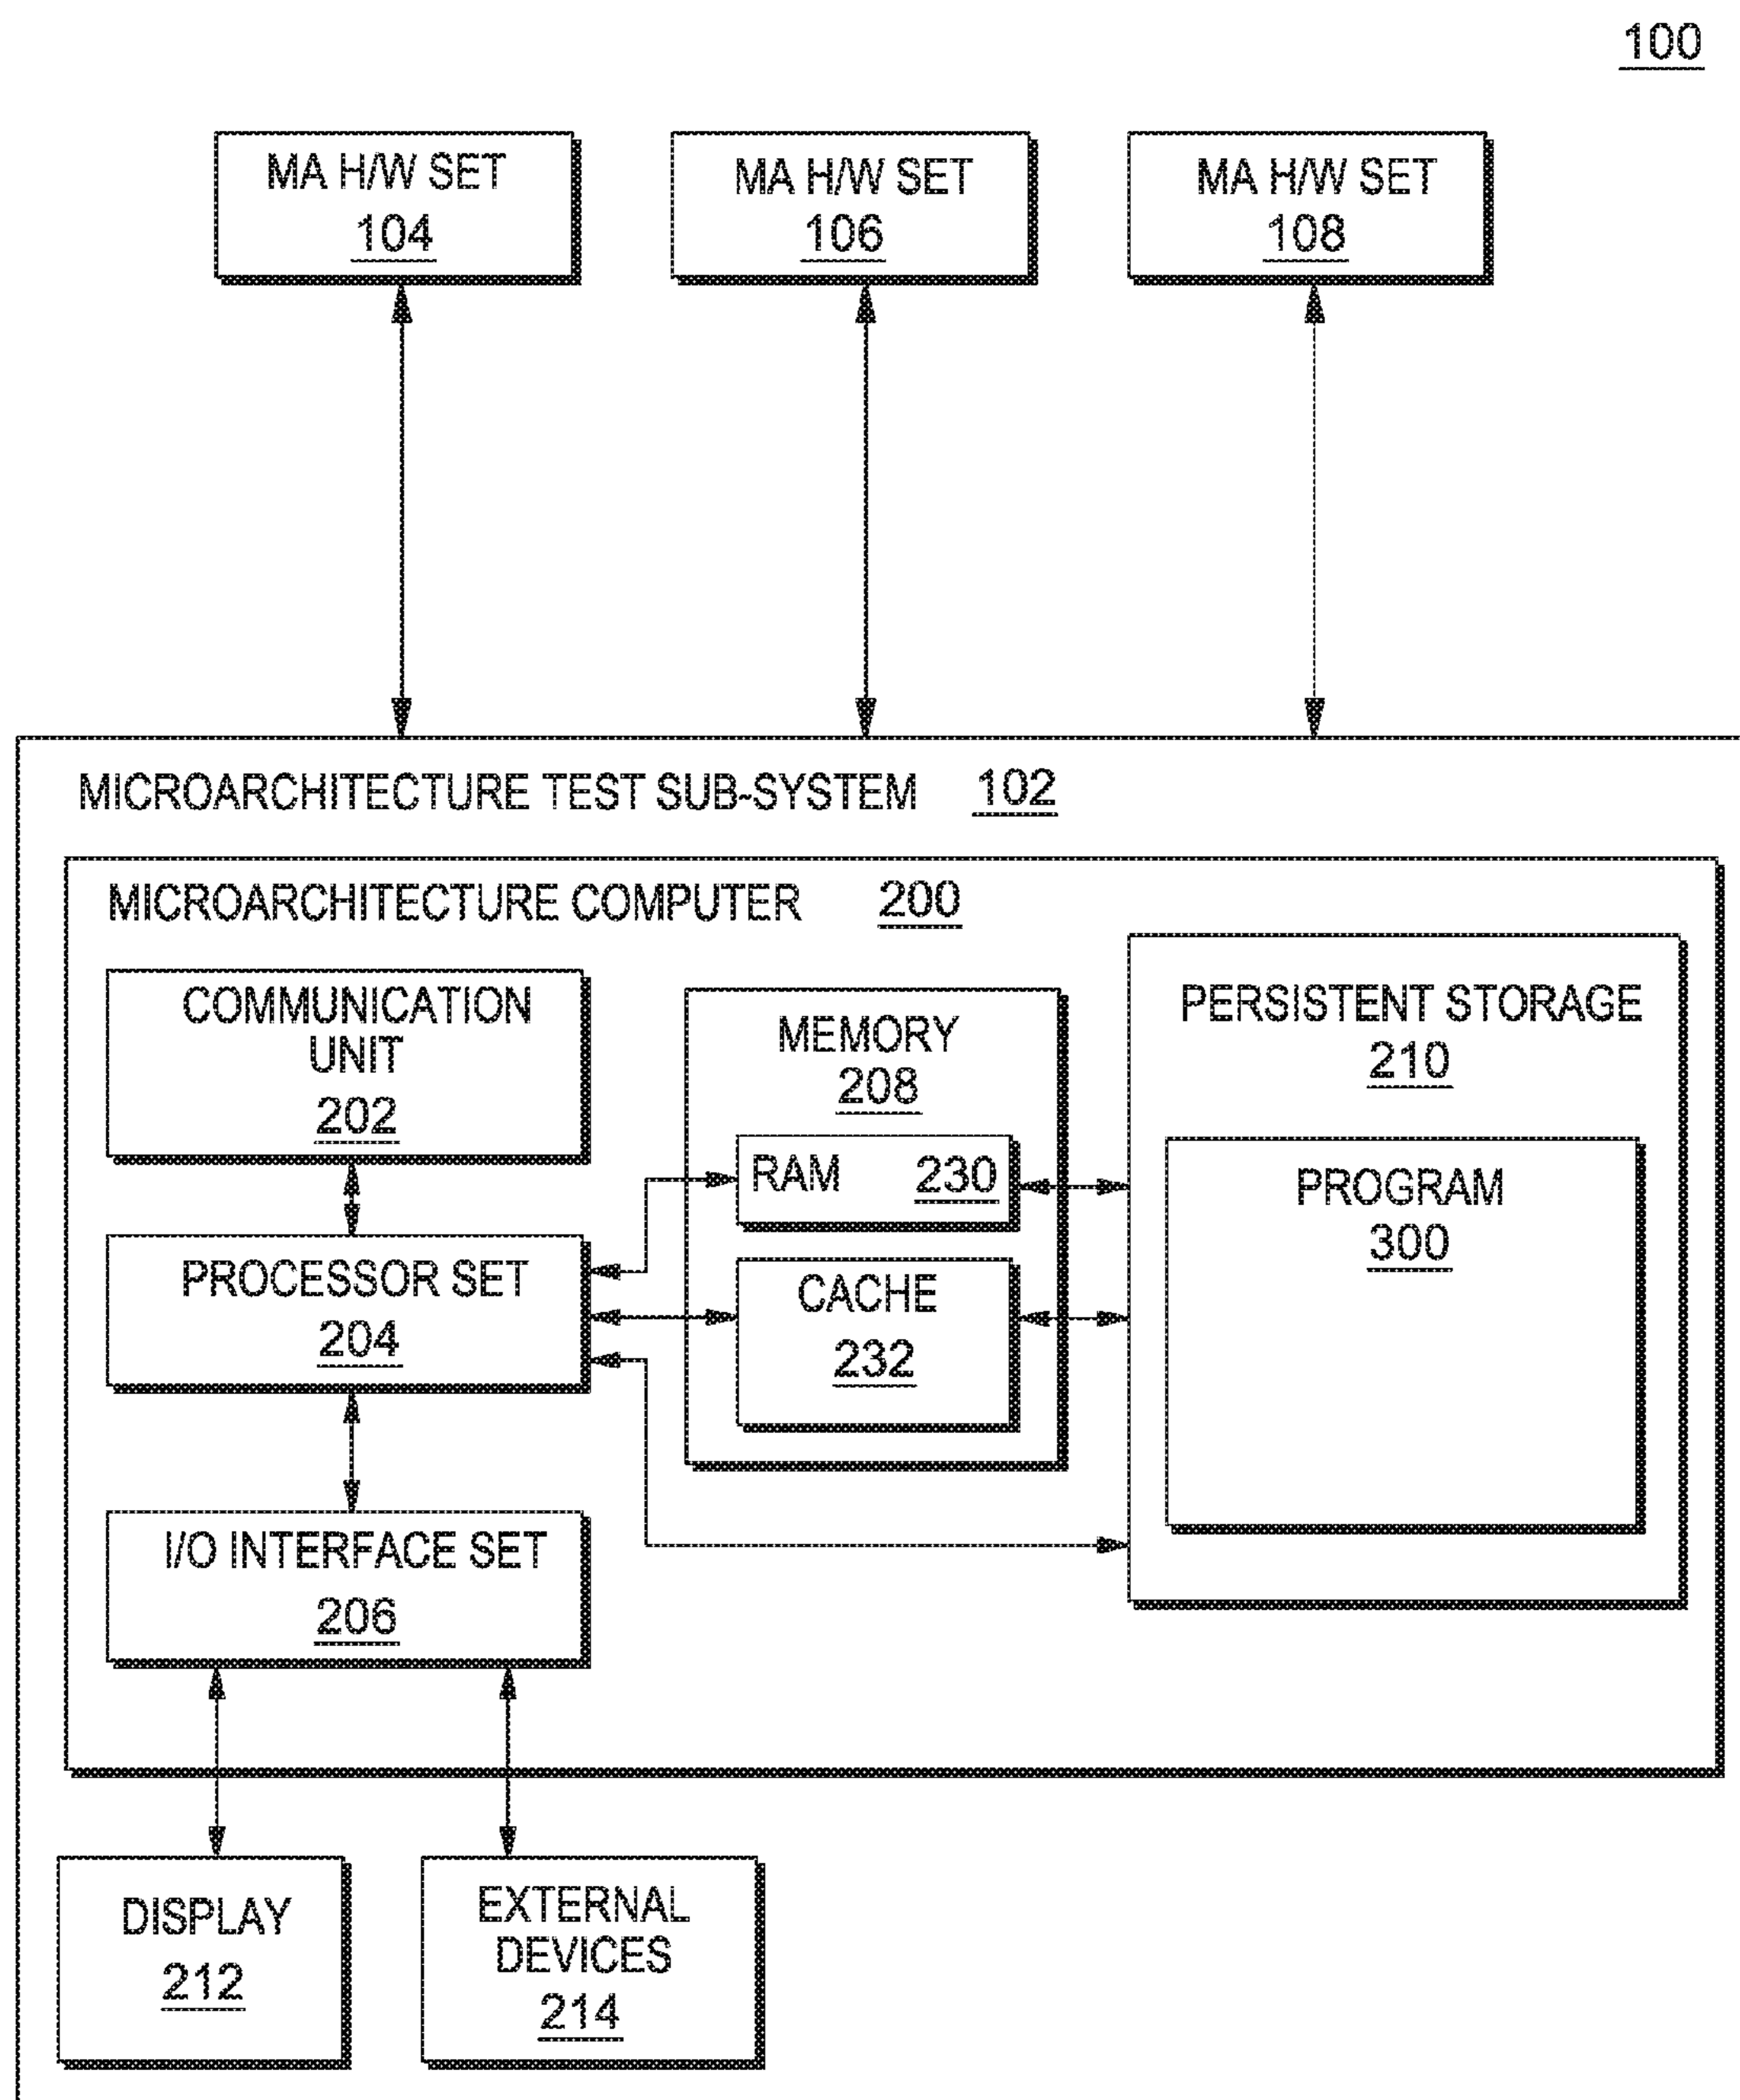 100
MA H/W SET
104
MA H/W SET
106
MA H/W SET
108
MICROARCHITECTURE TEST SUB-SYSTEM 102
MICROARCHITECTURE COMPUTER 200
COMMUNICATION
UNIT
202
PROCESSOR SET
204
I/O INTERFACE SET
206
MEMORY
208
RAM 230
CACHE
232
PERSISTENT STORAGE
210
PROGRAM
300
DISPLAY
212
EXTERNAL
DEVICES
214